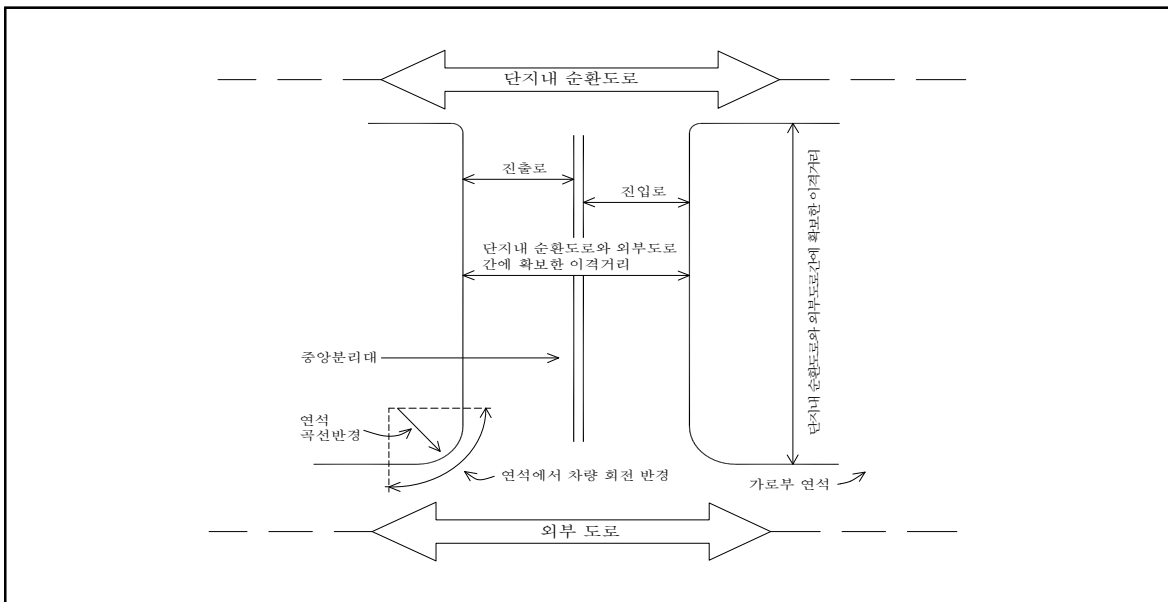 단지내 순환도로
진출로
진입로
단지내 순환도로와 외부도로
간에 확보한 이격거리
단지내 순환도로와 외부도로간에 확보한 이격거리
중앙분리대
연석
곡선반경
연석에서 차량 회전 반경
가로부 연석
외부 도로